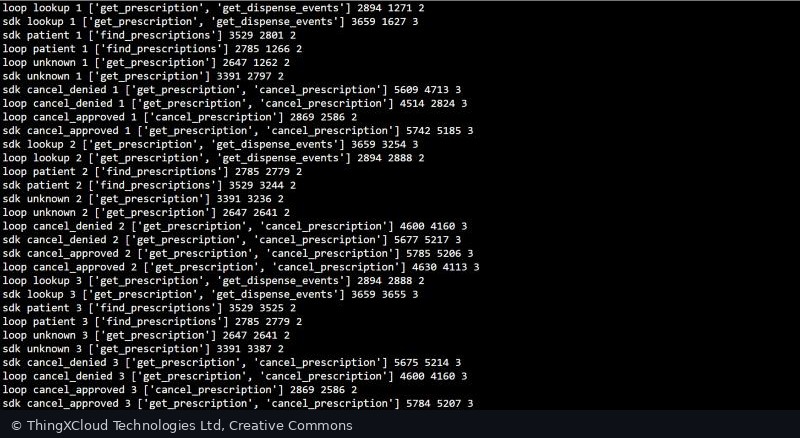 loop lookup 1 ['get_prescription', 'get_dispense_events'] 2894 1271 2
sdk lookup 1 ['get_prescription', 'get_dispense_events'] 3659 1627 3
sdk patient 1 ['find_prescriptions'] 3529 2801 2
loop patient 1 ['find_prescriptions'] 2785 1266 2
loop unknown 1 ['get_prescription'] 2647 1262 2
sdk unknown 1 ['get_prescription'] 3391 2797 2
sdk cancel_denied 1 ['get_prescription', 'cancel_prescription'] 5609 4713 3
loop cancel_denied 1 ['get_prescription', 'cancel_prescription'] 4514 2824 3
loop cancel_approved 1 ['cancel_prescription'] 2869 2586 2
sdk cancel_approved 1 ['get_prescription', 'cancel_prescription'] 5742 5185 3
sdk lookup 2 ['get_prescription', 'get_dispense_events'] 3659 3254 3
loop lookup 2 ['get_prescription', 'get_dispense_events'] 2894 2888 2
loop patient 2 ['find_prescriptions'] 2785 2779 2
sdk patient 2 ['find_prescriptions'] 3529 3244 2
sdk unknown 2 ['get_prescription'] 3391 3236 2
loop unknown 2 ['get_prescription'] 2647 2641 2
loop cancel_denied 2 ['get_prescription', 'cancel_prescription'] 4600 4160 3
sdk cancel_denied 2 ['get_prescription', 'cancel_prescription'] 5677 5217 3
sdk cancel_approved 2 ['get_prescription', 'cancel_prescription'] 5785 5206 3
loop cancel_approved 2 ['get_prescription', 'cancel_prescription'] 4630 4113 3
loop lookup 3 ['get_prescription', 'get_dispense_events'] 2894 2888 2
sdk lookup 3 ['get_prescription', 'get_dispense_events'] 3659 3655 3
sdk patient 3 ['find_prescriptions'] 3529 3525 2
loop patient 3 ['find_prescriptions'] 2785 2779 2
loop unknown 3 ['get_prescription'] 2647 2641 2
sdk unknown 3 ['get_prescription'] 3391 3387 2
sdk cancel_denied 3 ['get_prescription', 'cancel_prescription'] 5675 5214 3
loop cancel_denied 3 ['get_prescription', 'cancel_prescription'] 4600 4160 3
loop cancel_approved 3 ['cancel_prescription'] 2869 2586 2
sdk cancel_approved 3 ['get_prescription', 'cancel_prescription'] 5784 5207 3
© ThingXCloud Technologies Ltd, Creative Commons